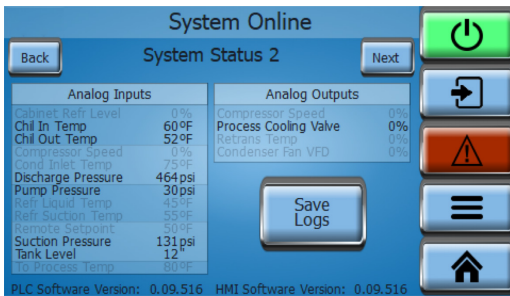 System Online
Back
System Status 2
Next
Analog Inputs
Cabinet Refr Level 0%
Chil In Temp 60°F
Chil Out Temp 52°F
Compressor Speed 0%
Cond Inlet Temp 75°F
Discharge Pressure 464 psi
Pump Pressure 30 psi
Refr Liquid Temp 45°F
Refr Suction Temp 55°F
Remote Setpoint 50°F
Suction Pressure 131 psi
Tank Level 12"
To Process Temp 80°F
Analog Outputs
Compressor Speed 0%
Process Cooling Valve 0%
Retrans Temp 0%
Condenser Fan VFD 0%
Save
Logs
PLC Software Version: 0.09.516 HMI Software Version: 0.09.516